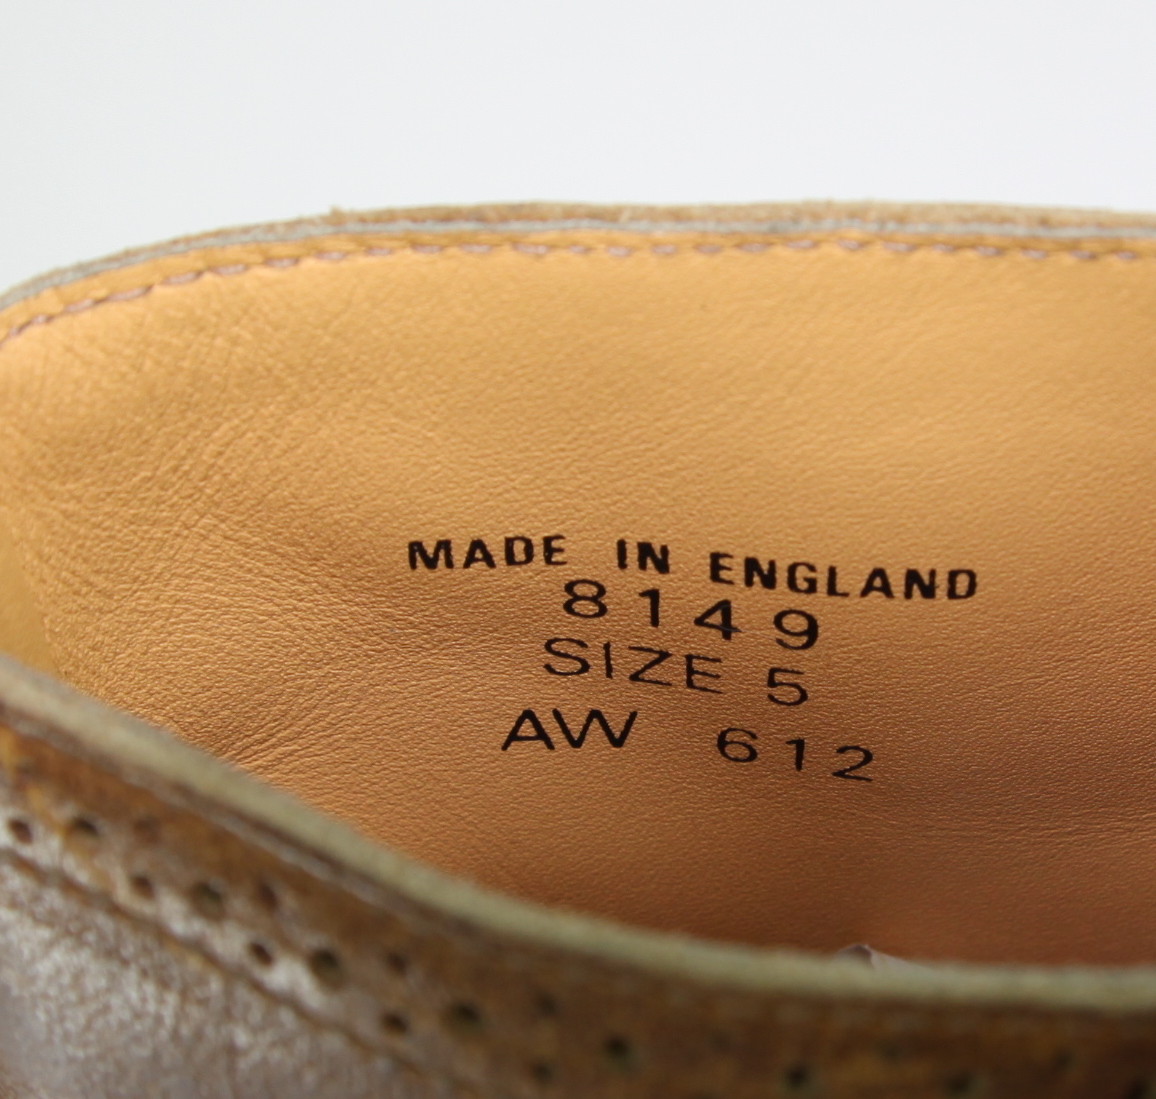 MADE IN ENGLAND
8149
SIZE 5
AW 612